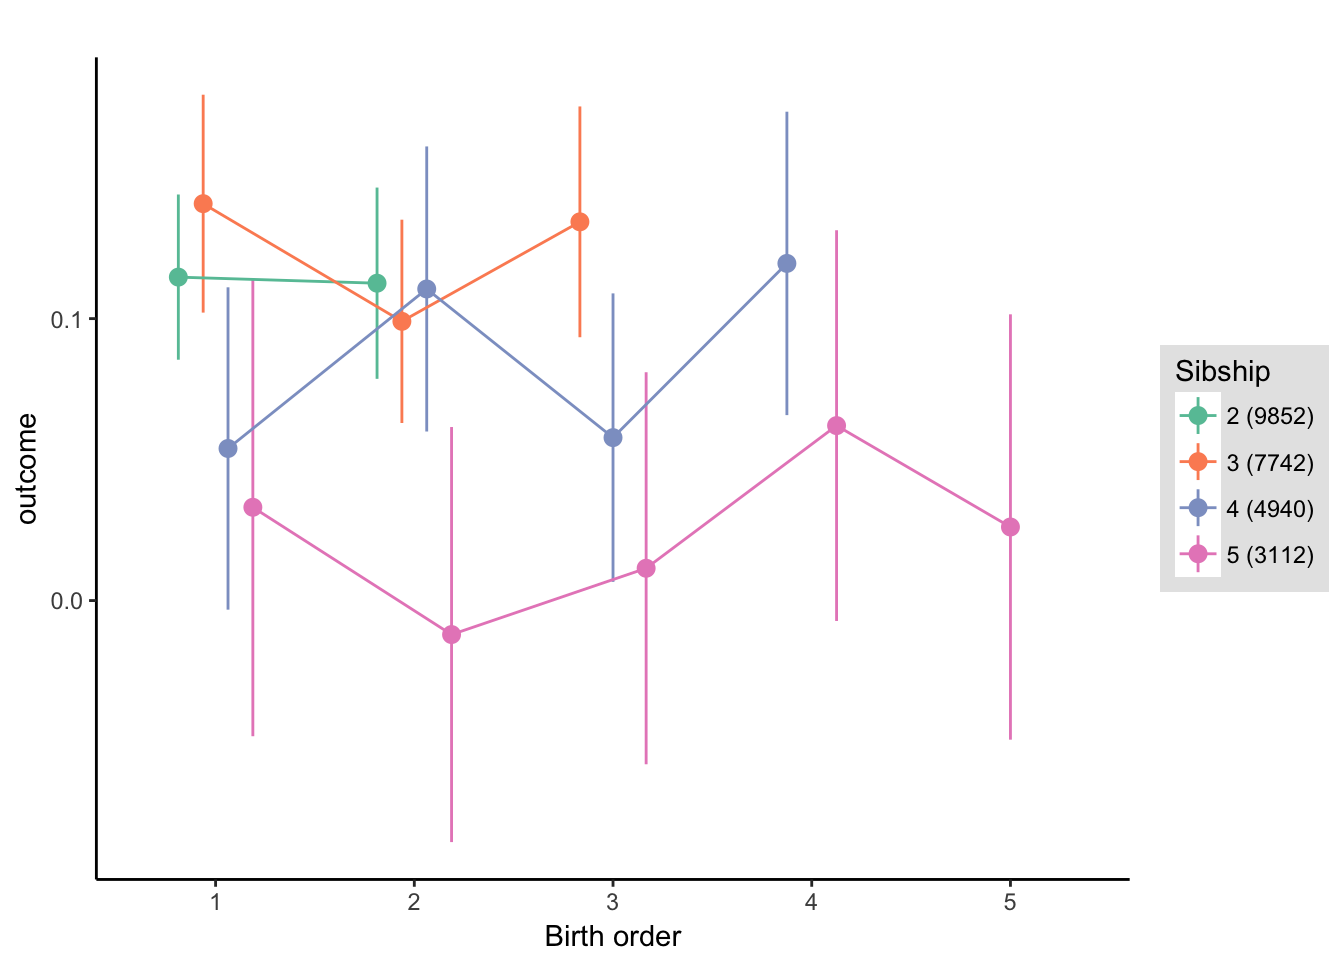 outcome
0.1
0.0
1 2 3 4 5
Birth order
Sibship
2 (9852)
3 (7742)
4 (4940)
5 (3112)